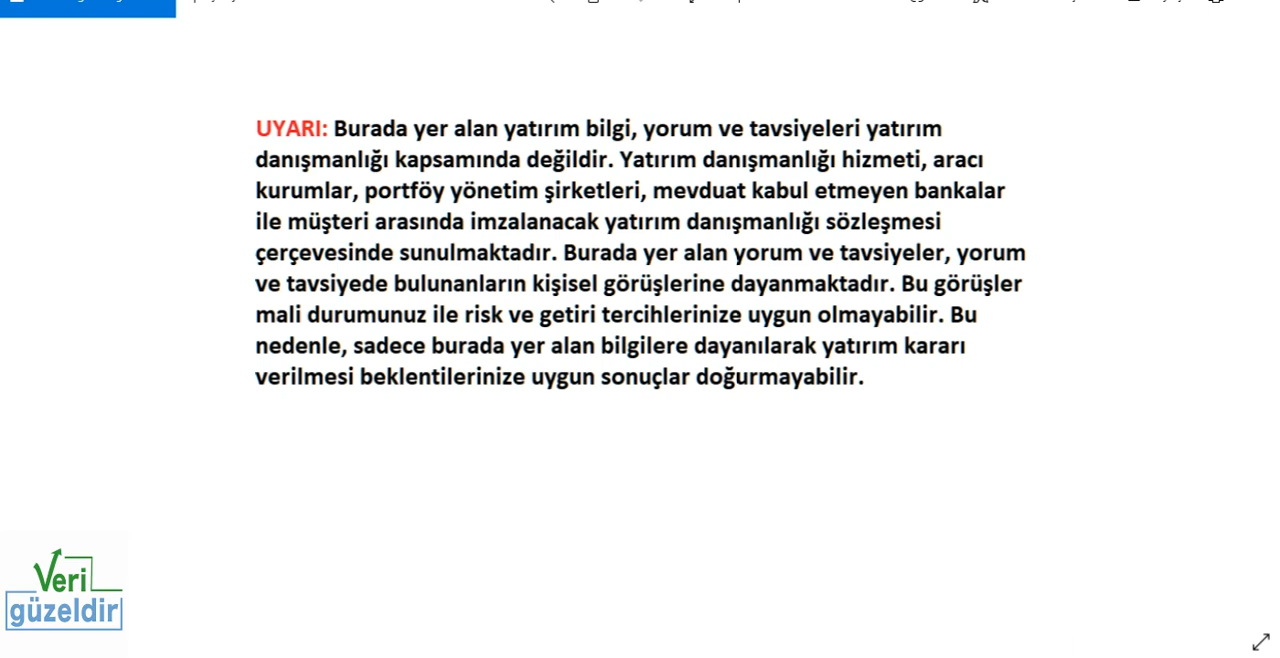 UYARI: Burada yer alan yatırım bilgi, yorum ve tavsiyeleri yatırım
danışmanlığı kapsamında değildir. Yatırım danışmanlığı hizmeti, aracı
kurumlar, portföy yönetim şirketleri, mevduat kabul etmeyen bankalar
ile müşteri arasında imzalanacak yatırım danışmanlığı sözleşmesi
çerçevesinde sunulmaktadır. Burada yer alan yorum ve tavsiyeler, yorum
ve tavsiyede bulunanların kişisel görüşlerine dayanmaktadır. Bu görüşler
mali durumunuz ile risk ve getiri tercihlerinize uygun olmayabilir. Bu
nedenle, sadece burada yer alan bilgilere dayanılarak yatırım kararı
verilmesi beklentilerinize uygun sonuçlar doğurmayabilir.
Veri
güzeldir